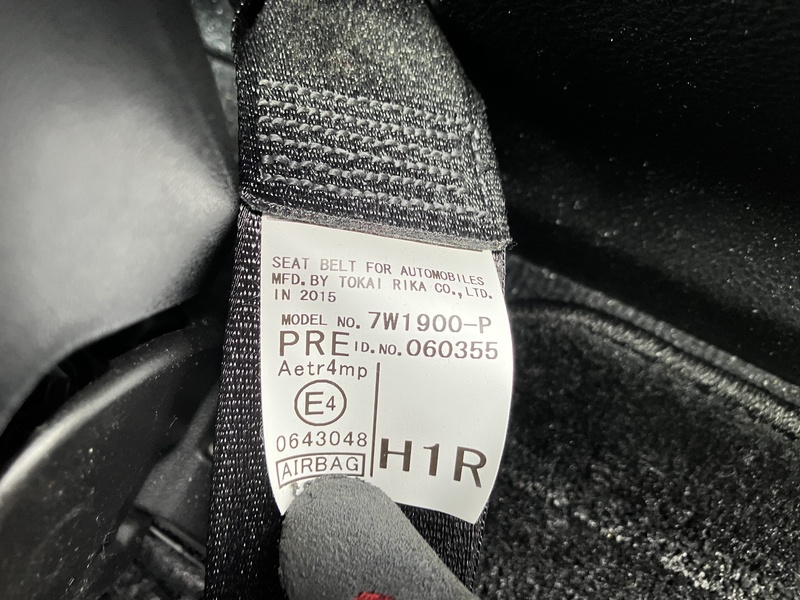 SEAT BELT FOR AUTOMOBILES
MFD. BY TOKAI RIKA CO., LTD.
IN 2015
MODEL NO. 7W1900-P
PRE I D. NO. 060355
Aetr4mp
E4
0643048
AIRBAG
H1R